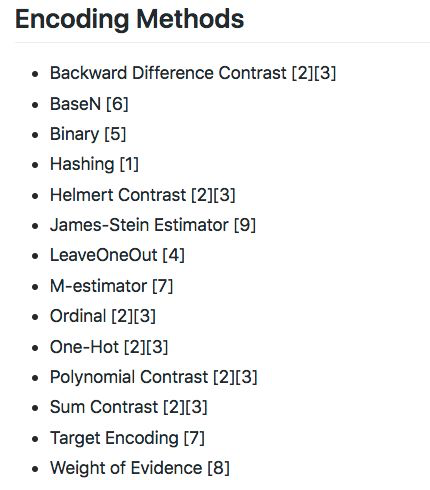 Encoding Methods
• Backward Difference Contrast [2][3]
• BaseN [6]
• Binary [5]
• Hashing [1]
• Helmert Contrast [2][3]
• James-Stein Estimator [9]
• LeaveOneOut [4]
• M-estimator [7]
• Ordinal [2][3]
• One-Hot [2][3]
• Polynomial Contrast [2][3]
• Sum Contrast [2][3]
• Target Encoding [7]
• Weight of Evidence [8]